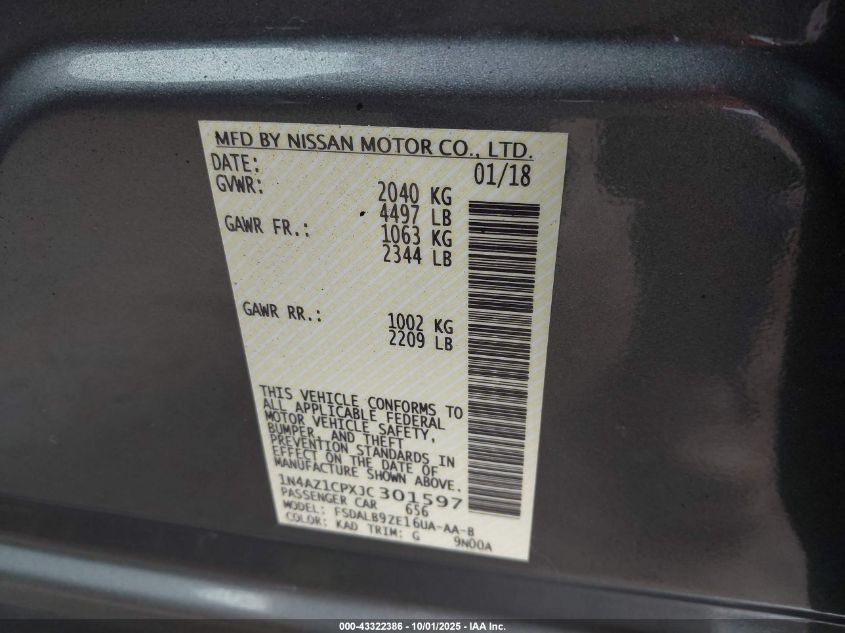 MFD BY NISSAN MOTOR CO., LTD.
DATE: 01/18
GVWR: 2040 KG
4497 LB
GAWR FR.: 1063 KG
2344 LB
GAWR RR.: 1002 KG
2209 LB
THIS VEHICLE CONFORMS TO
ALL APPLICABLE FEDERAL
MOTOR VEHICLE SAFETY,
BUMPER, AND THEFT
PREVENTION STANDARDS IN
EFFECT ON THE DATE OF
MANUFACTURE SHOWN ABOVE.
1N4AZ1CPXJC301597
PASSENGER CAR 656
MODEL: FSDALB9ZE16UA-AA-B
COLOR: KAD TRIM: G 9N00A
000-43322386 - 10/01/2025 - IAA Inc.